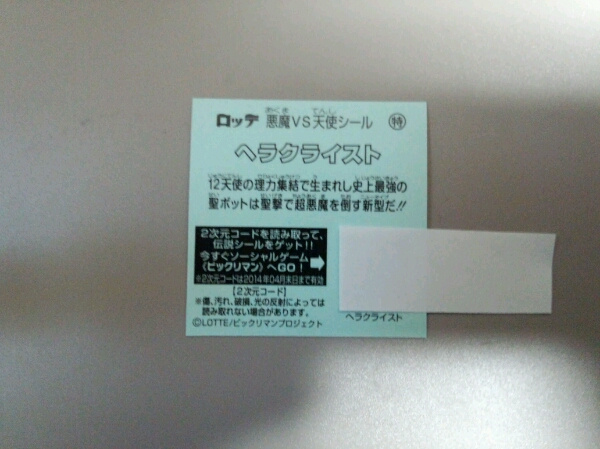 ロッテ 悪魔VS天使シール 特
ヘラクライスト
12天使の理力集結で生まれし史上最強の
聖ボットは聖撃で超悪魔を倒す新型だ!!
2次元コードを読み取って、
伝説シールをゲット!!
今すぐソーシャルゲーム
《ビックリマン》へGO!
※2次元コードは2014年04月末日まで有効
【2次元コード】
※傷、汚れ、破損、光の反射によっては
読み取れない場合があります。
©LOTTE/ビックリマンプロジェクト
ヘラクライスト